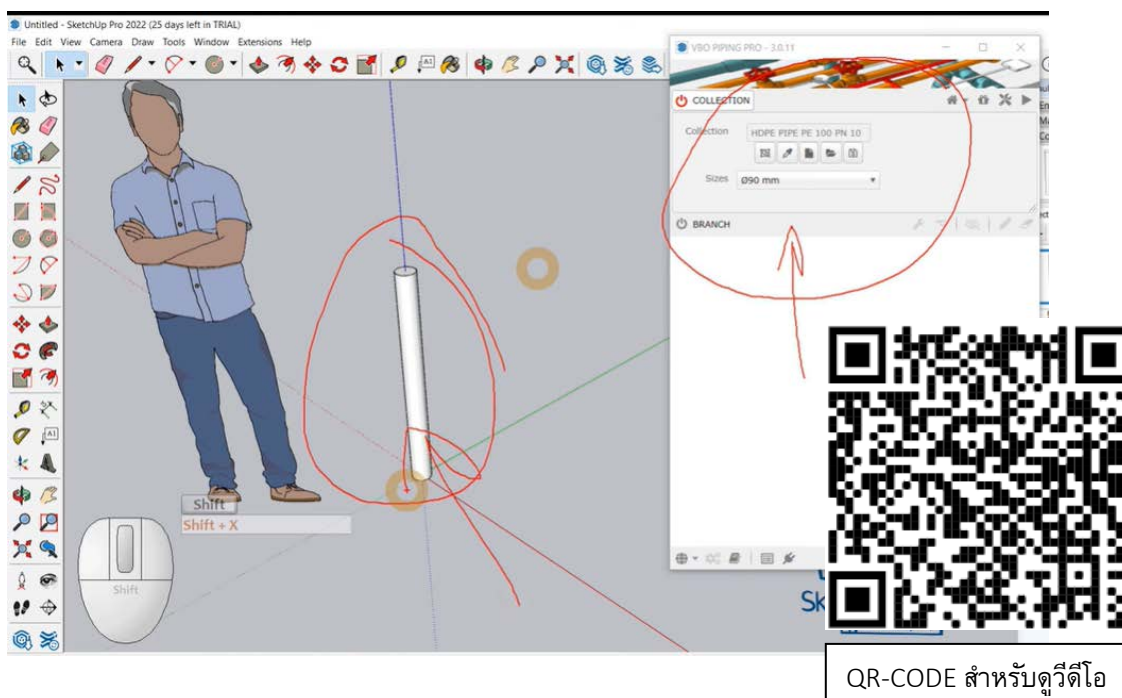 Untitled - SketchUp Pro 2022 (25 days left in TRIAL)
File Edit View Camera Draw Tools Window Extensions Help
VBO PIPING PRO - 3.0.11
COLLECTION
Collection HDPE PIPE PE 100 PN 10
Sizes Ø90 mm
BRANCH
A1
Shift
Shift + X
Shift
QR-CODE สำหรับดูวีดีโอ